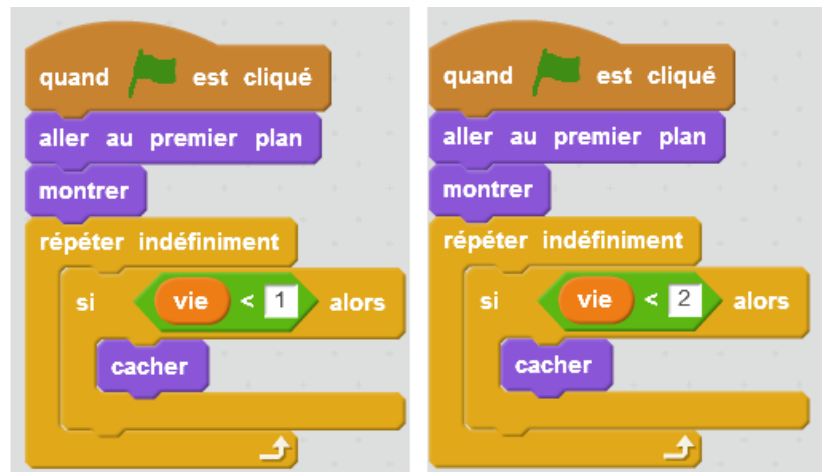 quand est cliqué
aller au premier plan
montrer
répéter indéfiniment
si vie < 1 alors
cacher
quand est cliqué
aller au premier plan
montrer
répéter indéfiniment
si vie < 2 alors
cacher